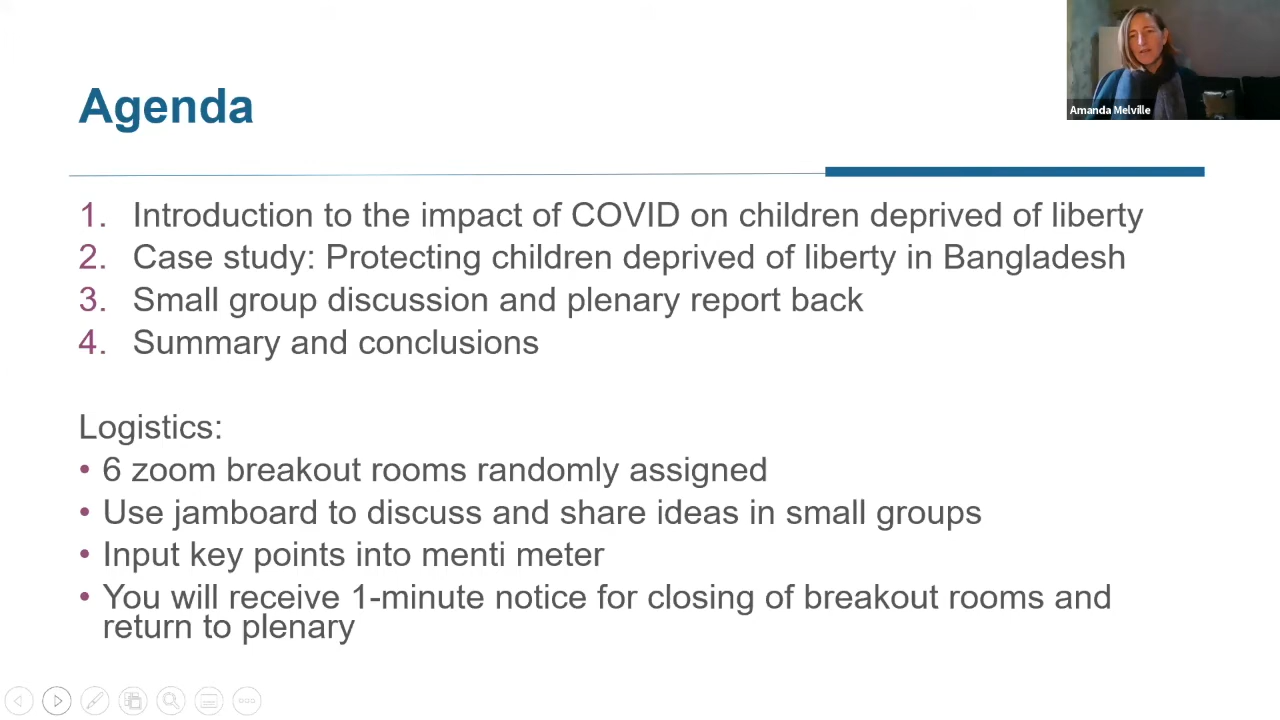 Agenda
Amanda Melville
1. Introduction to the impact of COVID on children deprived of liberty
2. Case study: Protecting children deprived of liberty in Bangladesh
3. Small group discussion and plenary report back
4. Summary and conclusions
Logistics:
• 6 zoom breakout rooms randomly assigned
• Use jamboard to discuss and share ideas in small groups
• Input key points into menti meter
• You will receive 1-minute notice for closing of breakout rooms and
return to plenary